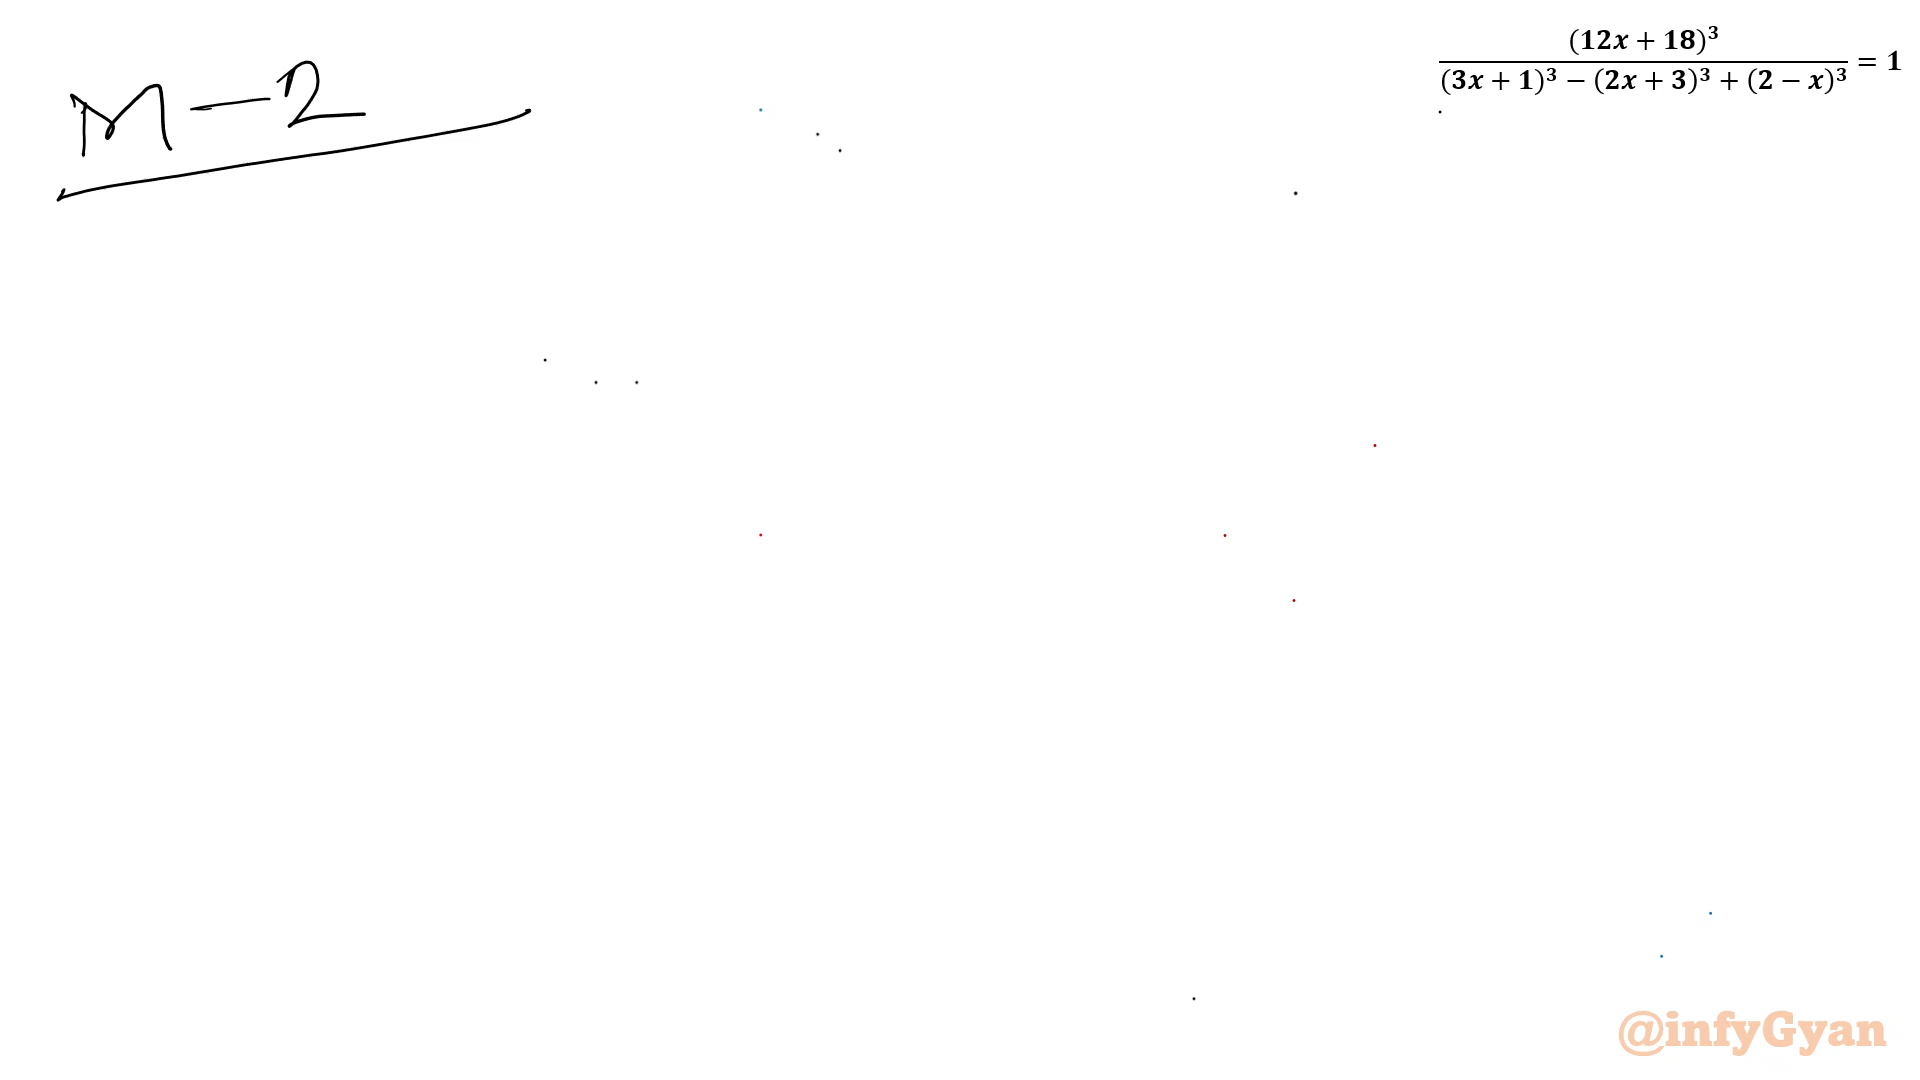 M-2
(12x + 18)³
(3x + 1)³ − (2x + 3)³ + (2 − x)³ = 1
@infyGyan